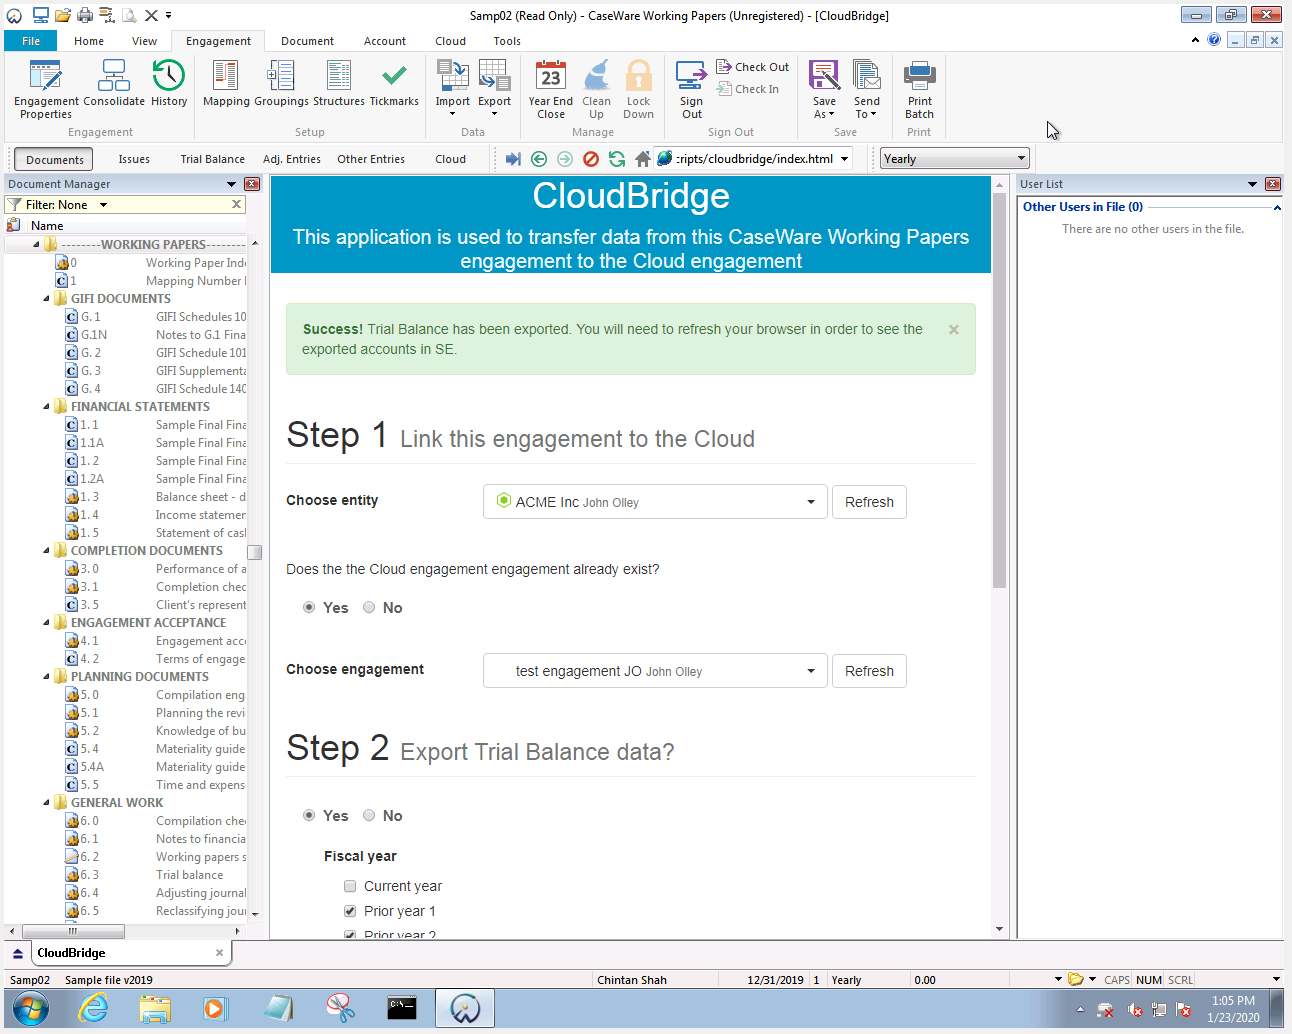 Samp02 (Read Only) - CaseWare Working Papers (Unregistered) - [CloudBridge]
File Home View Engagement Document Account Cloud Tools
Engagement Properties
Consolidate
History
Mapping
Groupings
Structures
Tickmarks
Import
Export
23
Year End Close
Clean Up
Lock Down
Sign Out
Check Out
Check In
Save As
Send To
Print Batch
Engagement Setup Data Manage Sign Out Save Print
Documents Issues Trial Balance Adj. Entries Other Entries Cloud
:ripts/cloudbridge/index.html
Yearly
Document Manager
Filter: None
Name
--------WORKING PAPERS--------
0 Working Paper Inde
1 Mapping Number
GIFI DOCUMENTS
G. 1 GIFI Schedules 10
G.1N Notes to G.1 Fina
G. 2 GIFI Schedule 101
G. 3 GIFI Supplementa
G. 4 GIFI Schedule 140
FINANCIAL STATEMENTS
1. 1 Sample Final Fina
1.1A Sample Final Fina
1. 2 Sample Final Fina
1.2A Sample Final Fina
1. 3 Balance sheet - d
1. 4 Income statemen
1. 5 Statement of cas
COMPLETION DOCUMENTS
3. 0 Performance of a
3. 1 Completion chec
3. 5 Client's represent
ENGAGEMENT ACCEPTANCE
4. 1 Engagement acc
4. 2 Terms of engage
PLANNING DOCUMENTS
5. 0 Compilation eng
5. 1 Planning the revi
5. 2 Knowledge of bu
5. 4 Materiality guide
5.4A Materiality guide
5. 5 Time and expens
GENERAL WORK
6. 0 Compilation chec
6. 1 Notes to financia
6. 2 Working papers s
6. 3 Trial balance
6. 4 Adjusting journal
6. 5 Reclassifying jou
CloudBridge
This application is used to transfer data from this CaseWare Working Papers
engagement to the Cloud engagement
Success! Trial Balance has been exported. You will need to refresh your browser in order to see the
exported accounts in SE.
Step 1 Link this engagement to the Cloud
Choose entity
ACME Inc John Olley
Refresh
Does the the Cloud engagement engagement already exist?
Yes No
Choose engagement
test engagement JO John Olley
Refresh
Step 2 Export Trial Balance data?
Yes No
Fiscal year
Current year
Prior year 1
Prior year 2
User List
Other Users in File (0)
There are no other users in the file.
CloudBridge
Samp02 Sample file v2019 Chintan Shah 12/31/2019 1 Yearly 0.00 CAPS NUM SCRL
1:05 PM
1/23/2020